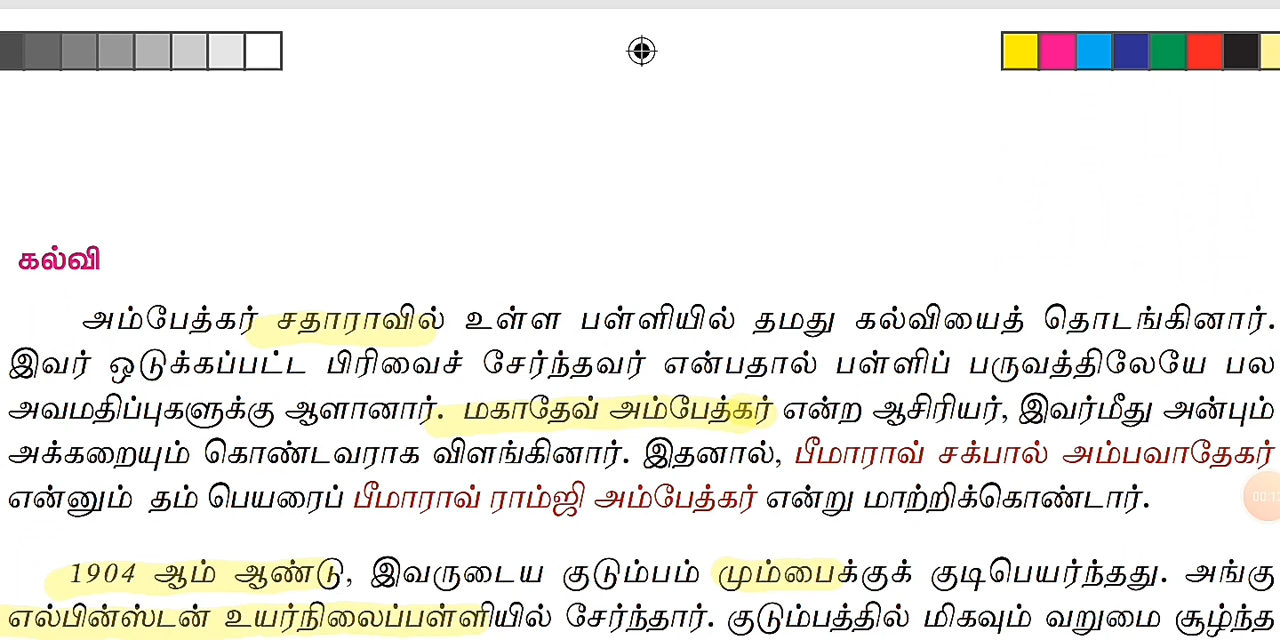 கல்வி
அம்பேத்கர் சதாராவில் உள்ள பள்ளியில் தமது கல்வியைத் தொடங்கினார்.
இவர் ஒடுக்கப்பட்ட பிரிவைச் சேர்ந்தவர் என்பதால் பள்ளிப் பருவத்திலேயே பல
அவமதிப்புகளுக்கு ஆளானார். மகாதேவ் அம்பேத்கர் என்ற ஆசிரியர், இவர்மீது அன்பும்
அக்கறையும் கொண்டவராக விளங்கினார். இதனால், பீமாராவ் சக்பால் அம்பவாதேகர்
என்னும் தம் பெயரைப் பீமாராவ் ராம்ஜி அம்பேத்கர் என்று மாற்றிக்கொண்டார்.
1904 ஆம் ஆண்டு, இவருடைய குடும்பம் மும்பைக்குக் குடிபெயர்ந்தது. அங்கு
எல்பின்ஸ்டன் உயர்நிலைப்பள்ளியில் சேர்ந்தார். குடும்பத்தில் மிகவும் வறுமை சூழ்ந்த